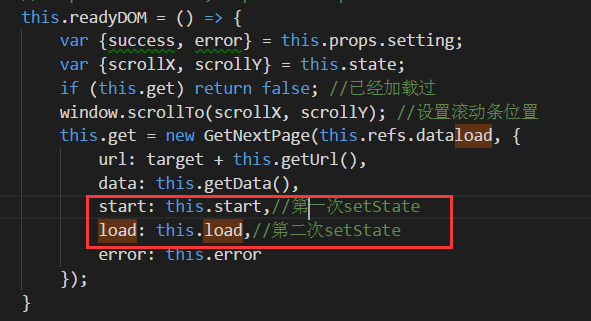 this.readyDOM = () => {
var {success, error} = this.props.setting;
var {scrollX, scrollY} = this.state;
if (this.get) return false; //已经加载过
window.scrollTo(scrollX, scrollY); //设置滚动条位置
this.get = new GetNextPage(this.refs.dataload, {
url: target + this.getUrl(),
data: this.getData(),
start: this.start,//第一次setState
load: this.load,//第二次setState
error: this.error
});
}